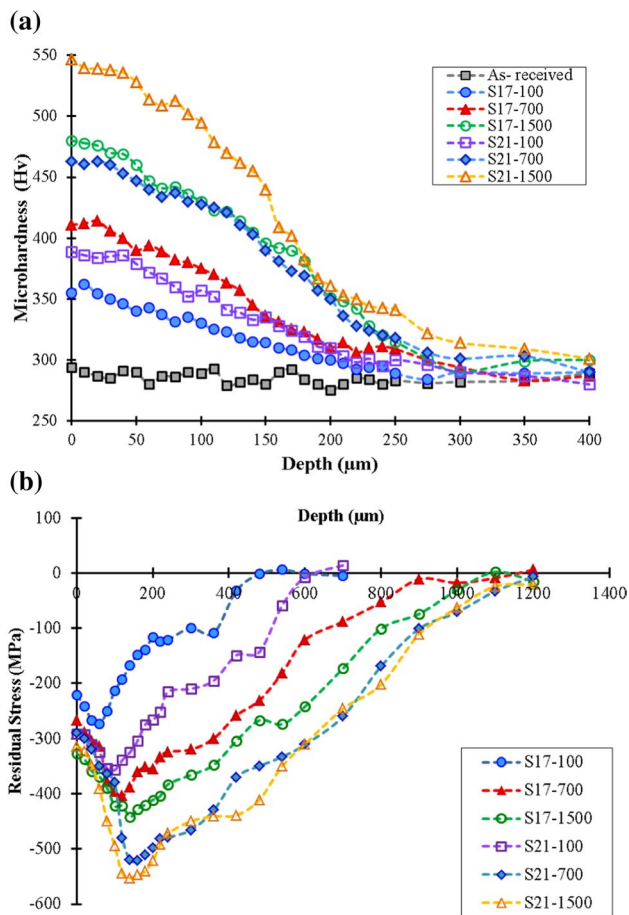 (a)
550
500
450
400
350
300
250
Microhardness (Hv)
As- received
S17-100
S17-700
S17-1500
S21-100
S21-700
S21-1500
0 50 100 150 200 250 300 350 400
Depth (µm)
(b)
Depth (µm)
100
0
-100
-200
-300
-400
-500
-600
Residual Stress (MPa)
0 200 400 600 800 1000 1200 1400
S17-100
S17-700
S17-1500
S21-100
S21-700
S21-1500